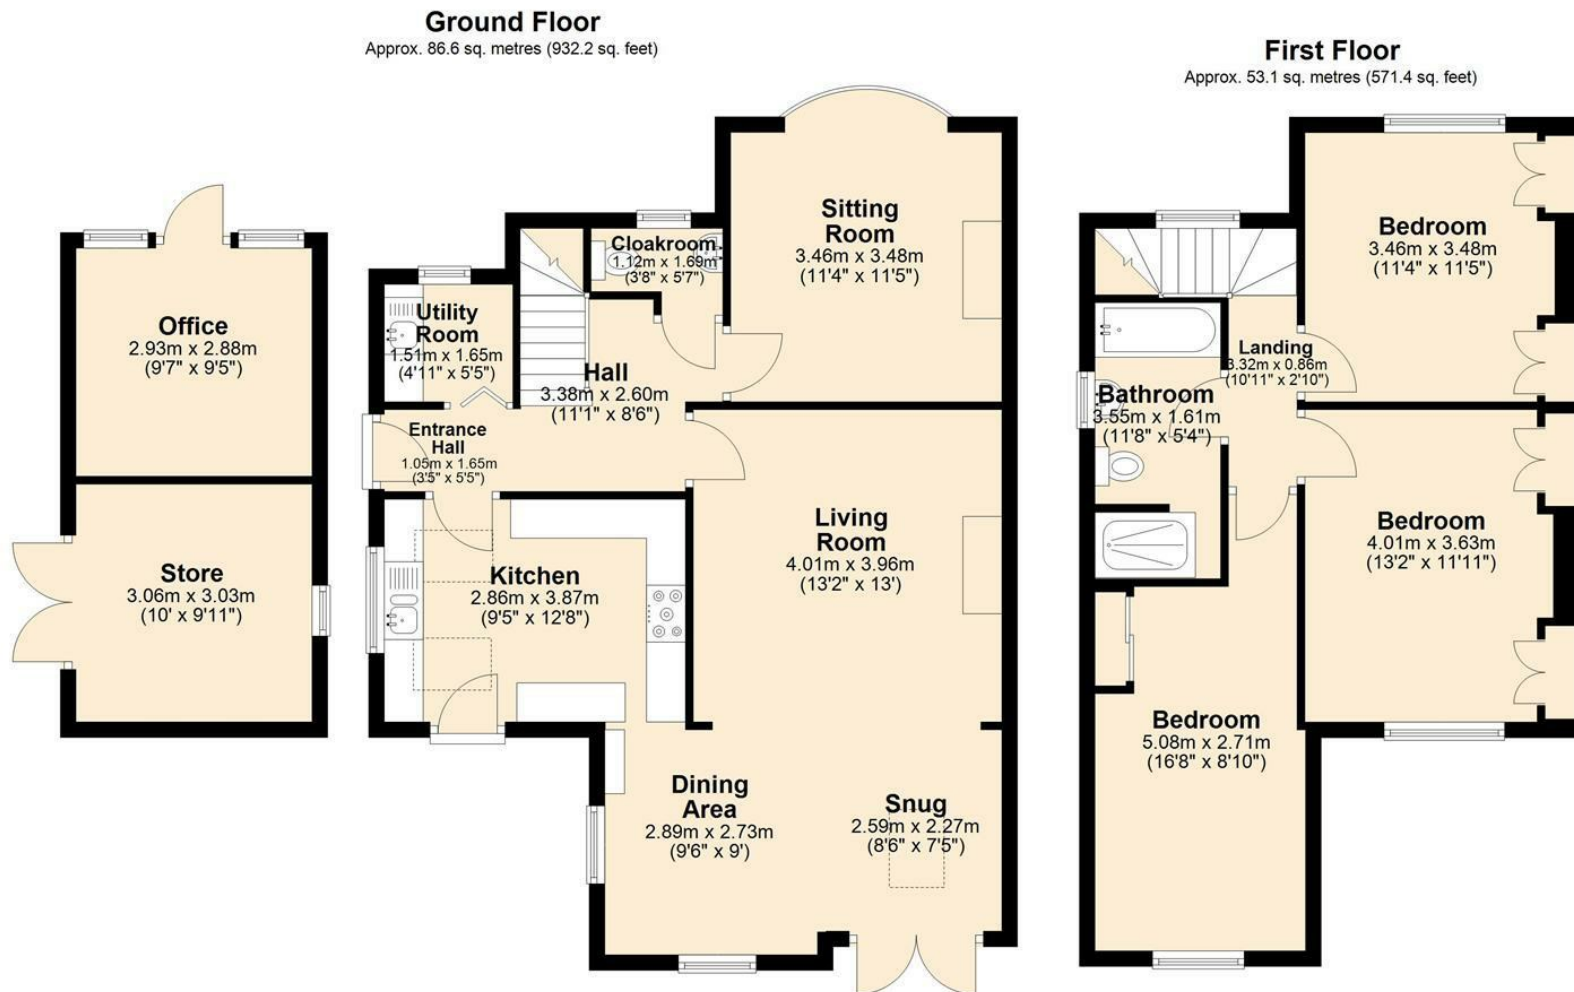 Ground Floor
Approx. 86.6 sq. metres (932.2 sq. feet)
First Floor
Approx. 53.1 sq. metres (571.4 sq. feet)
Office
2.93m x 2.88m
(9'7" x 9'5")
Store
3.06m x 3.03m
(10' x 9'11")
Utility
Room
1.51m x 1.65m
(4'11" x 5'5")
Cloakroom
1.12m x 1.69m
(3'8" x 5'7")
Sitting
Room
3.46m x 3.48m
(11'4" x 11'5")
Hall
3.38m x 2.60m
(11'1" x 8'6")
Entrance
Hall
1.05m x 1.65m
(3'5" x 5'5")
Kitchen
2.86m x 3.87m
(9'5" x 12'8")
Living
Room
4.01m x 3.96m
(13'2" x 13')
Dining
Area
2.89m x 2.73m
(9'6" x 9')
Snug
2.59m x 2.27m
(8'6" x 7'5")
Bedroom
3.46m x 3.48m
(11'4" x 11'5")
Landing
3.32m x 0.86m
(10'11" x 2'10")
Bathroom
3.55m x 1.61m
(11'8" x 5'4")
Bedroom
4.01m x 3.63m
(13'2" x 11'11")
Bedroom
5.08m x 2.71m
(16'8" x 8'10")